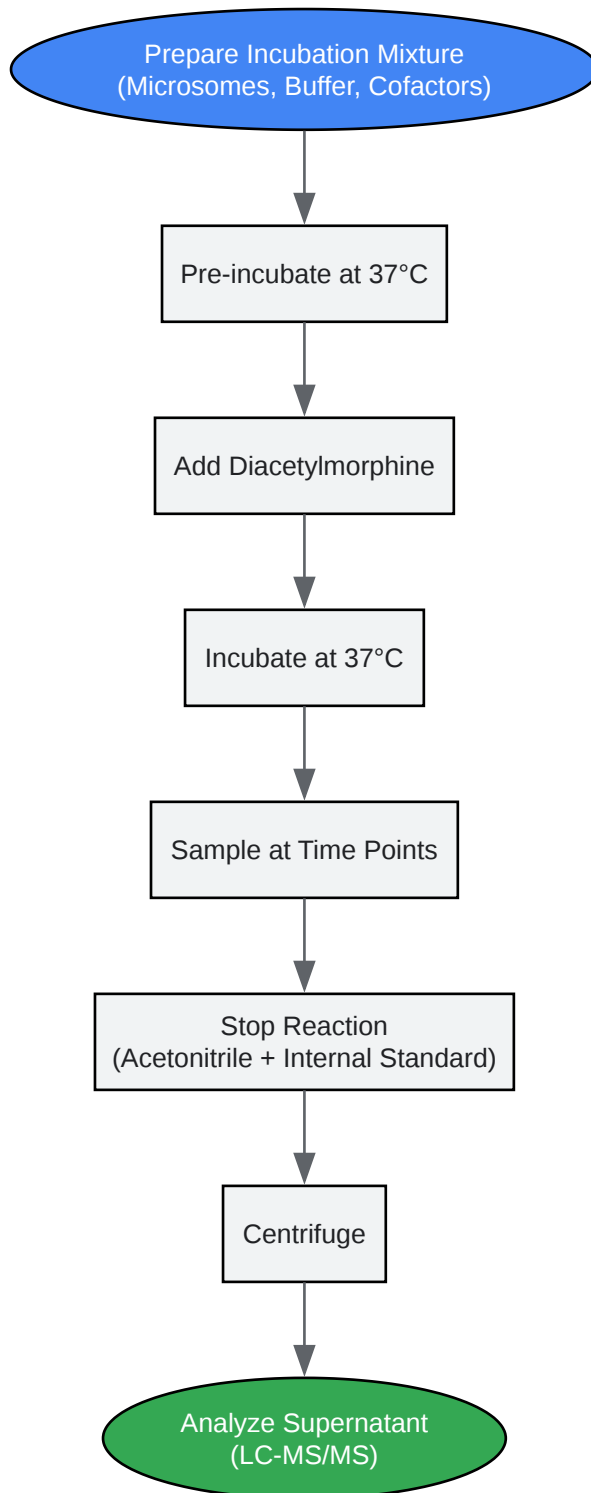 Prepare Incubation Mixture
(Microsomes, Buffer, Cofactors)
Pre-incubate at 37°C
Add Diacetylmorphine
Incubate at 37°C
Sample at Time Points
Stop Reaction
(Acetonitrile + Internal Standard)
Centrifuge
Analyze Supernatant
(LC-MS/MS)